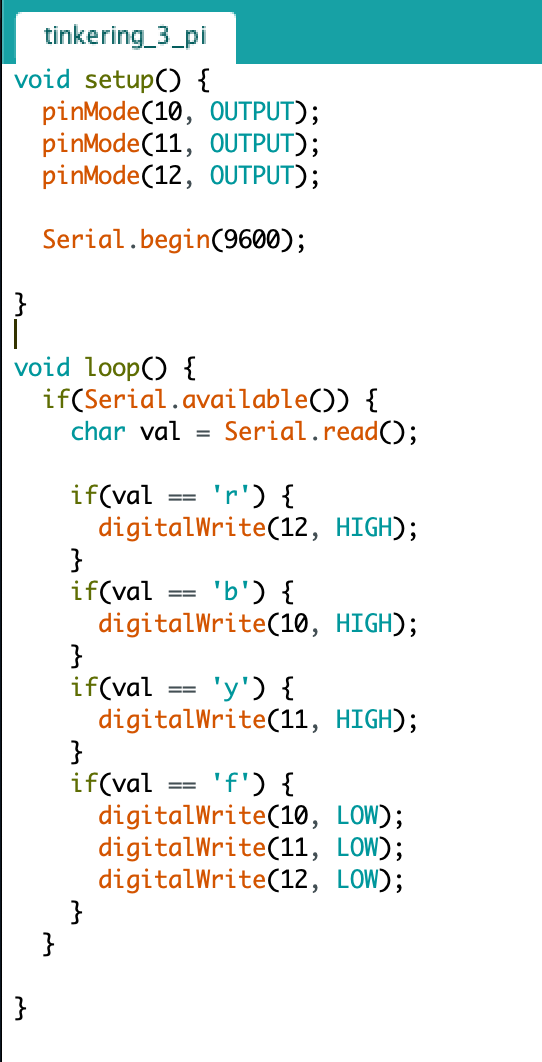 tinkering_3_pi
void setup() {
  pinMode(10, OUTPUT);
  pinMode(11, OUTPUT);
  pinMode(12, OUTPUT);

  Serial.begin(9600);

}

void loop() {
  if(Serial.available()) {
    char val = Serial.read();

    if(val == 'r') {
      digitalWrite(12, HIGH);
    }
    if(val == 'b') {
      digitalWrite(10, HIGH);
    }
    if(val == 'y') {
      digitalWrite(11, HIGH);
    }
    if(val == 'f') {
      digitalWrite(10, LOW);
      digitalWrite(11, LOW);
      digitalWrite(12, LOW);
    }
  }

}